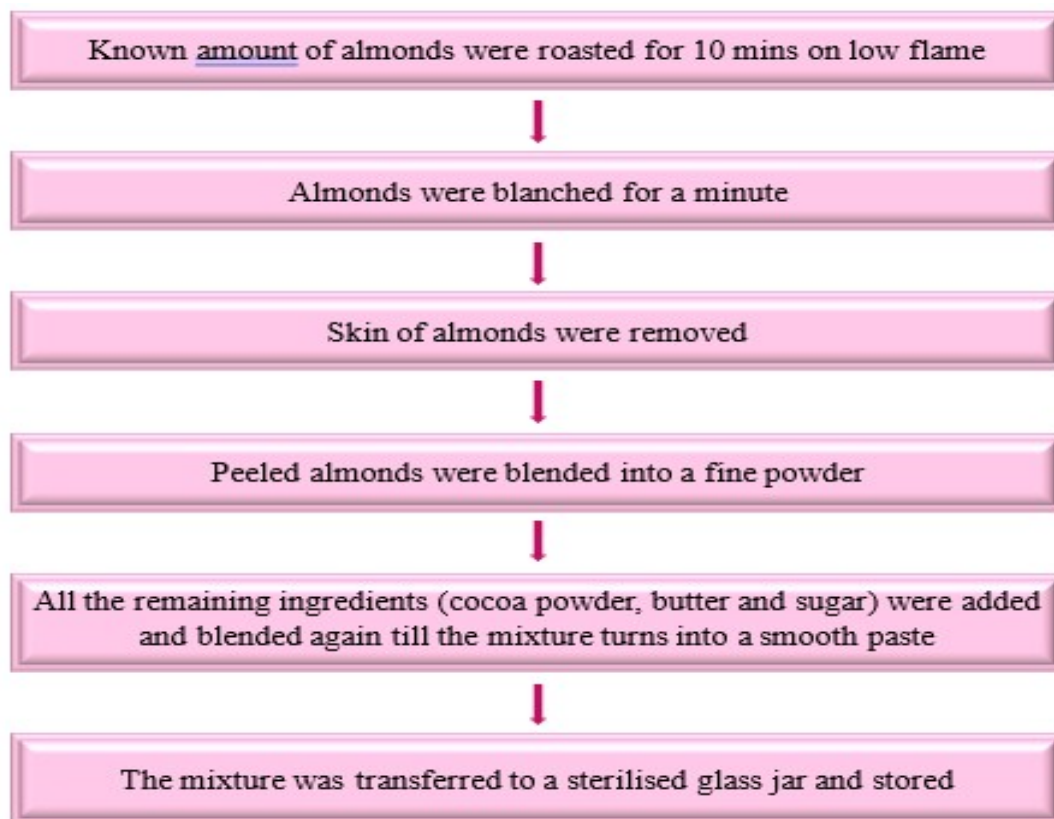 Known amount of almonds were roasted for 10 mins on low flame
Almonds were blanched for a minute
Skin of almonds were removed
Peeled almonds were blended into a fine powder
All the remaining ingredients (cocoa powder, butter and sugar) were added
and blended again till the mixture turns into a smooth paste
The mixture was transferred to a sterilised glass jar and stored